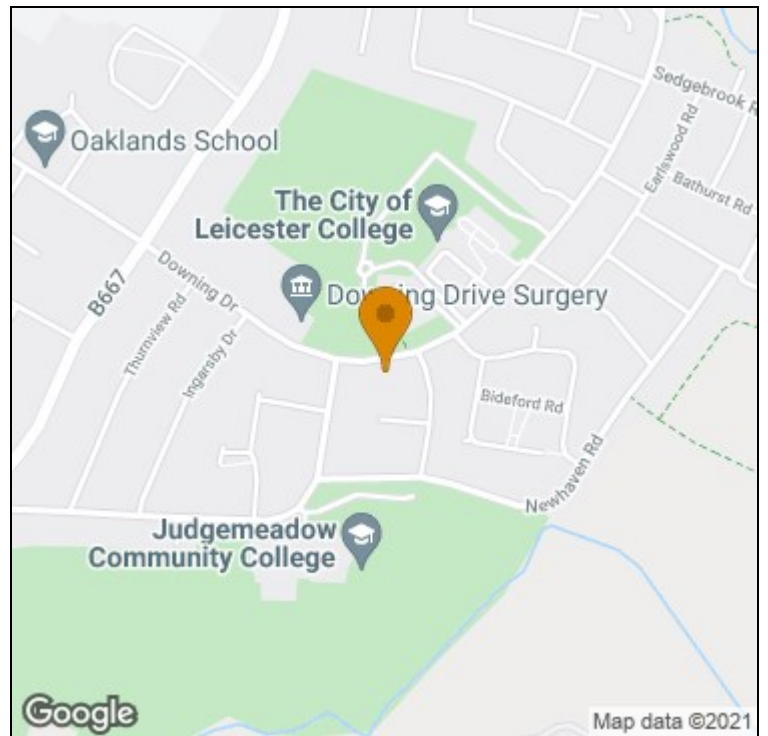 Sedgebrook R
Oaklands School
Earlswood Rd
Bathurst Rd
The City of
Leicester College
Downing Dr
B667
Downing Drive Surgery
Thurnview Rd
Ingarsby Dr
Bideford Rd
Newhaven Rd
Judgemeadow
Community College
Google
Map data ©2021